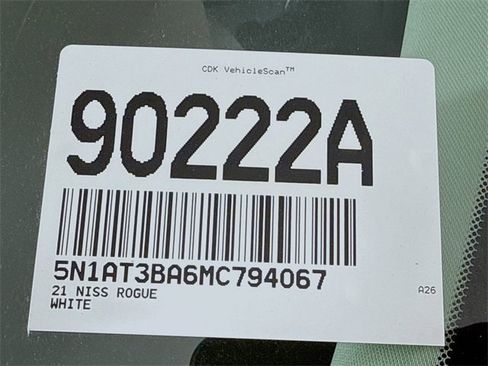 CDK VehicleScan™
90222A
5N1AT3BA6MC794067
21 NISS ROGUE
WHITE
A26